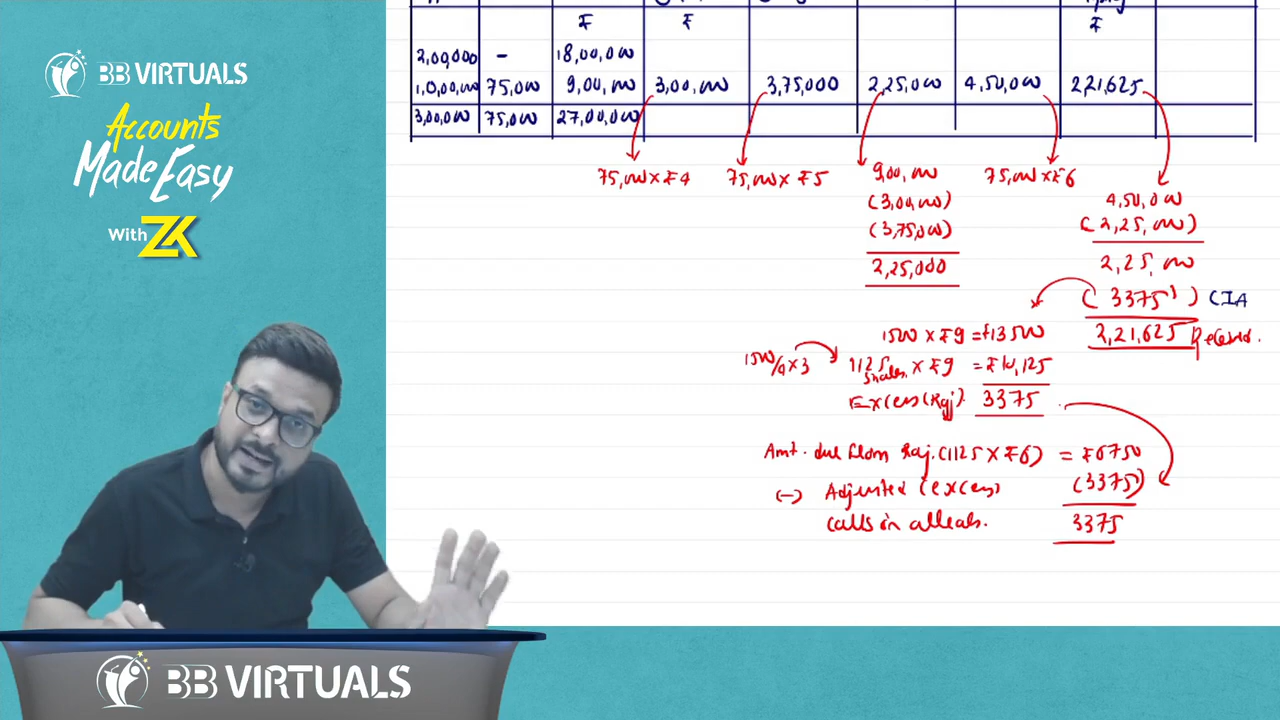 BB VIRTUALS
Accounts
Made Easy
With ZK
₹ ₹ ₹
2,00,000 - 18,00,000
1,0,00,000 75,000 9,00,000 3,00,000 3,75,000 2,25,000 4,50,000 2,21,625
3,00,000 75,000 27,00,000
75,000 x ₹4
75,000 x ₹5
9,00,000
(3,00,000)
(3,75,000)
2,25,000
75,000 x ₹6
4,50,000
(2,25,000)
2,25,000
(3375) CIA
2,21,625 Received.
1500 x ₹9 = ₹13500
1500/4 x 3
1125 shares x ₹9 = ₹10,125
Excess (Raj). 3375
Amt. due from Raj. (1125 x ₹6) = ₹6750
(-) Adjusted (excess) (3375)
calls in arrears. 3375
BB VIRTUALS